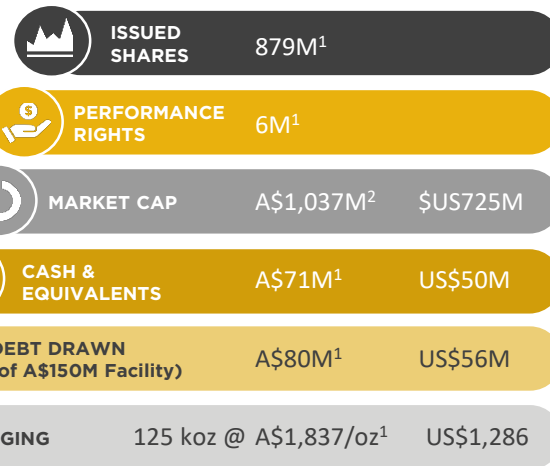 ISSUED
SHARES 879M¹
PERFORMANCE
RIGHTS 6M¹
MARKET CAP A$1,037M² $US725M
CASH &
EQUIVALENTS A$71M¹ US$50M
DEBT DRAWN
of A$150M Facility) A$80M¹ US$56M
GING 125 koz @ A$1,837/oz¹ US$1,286